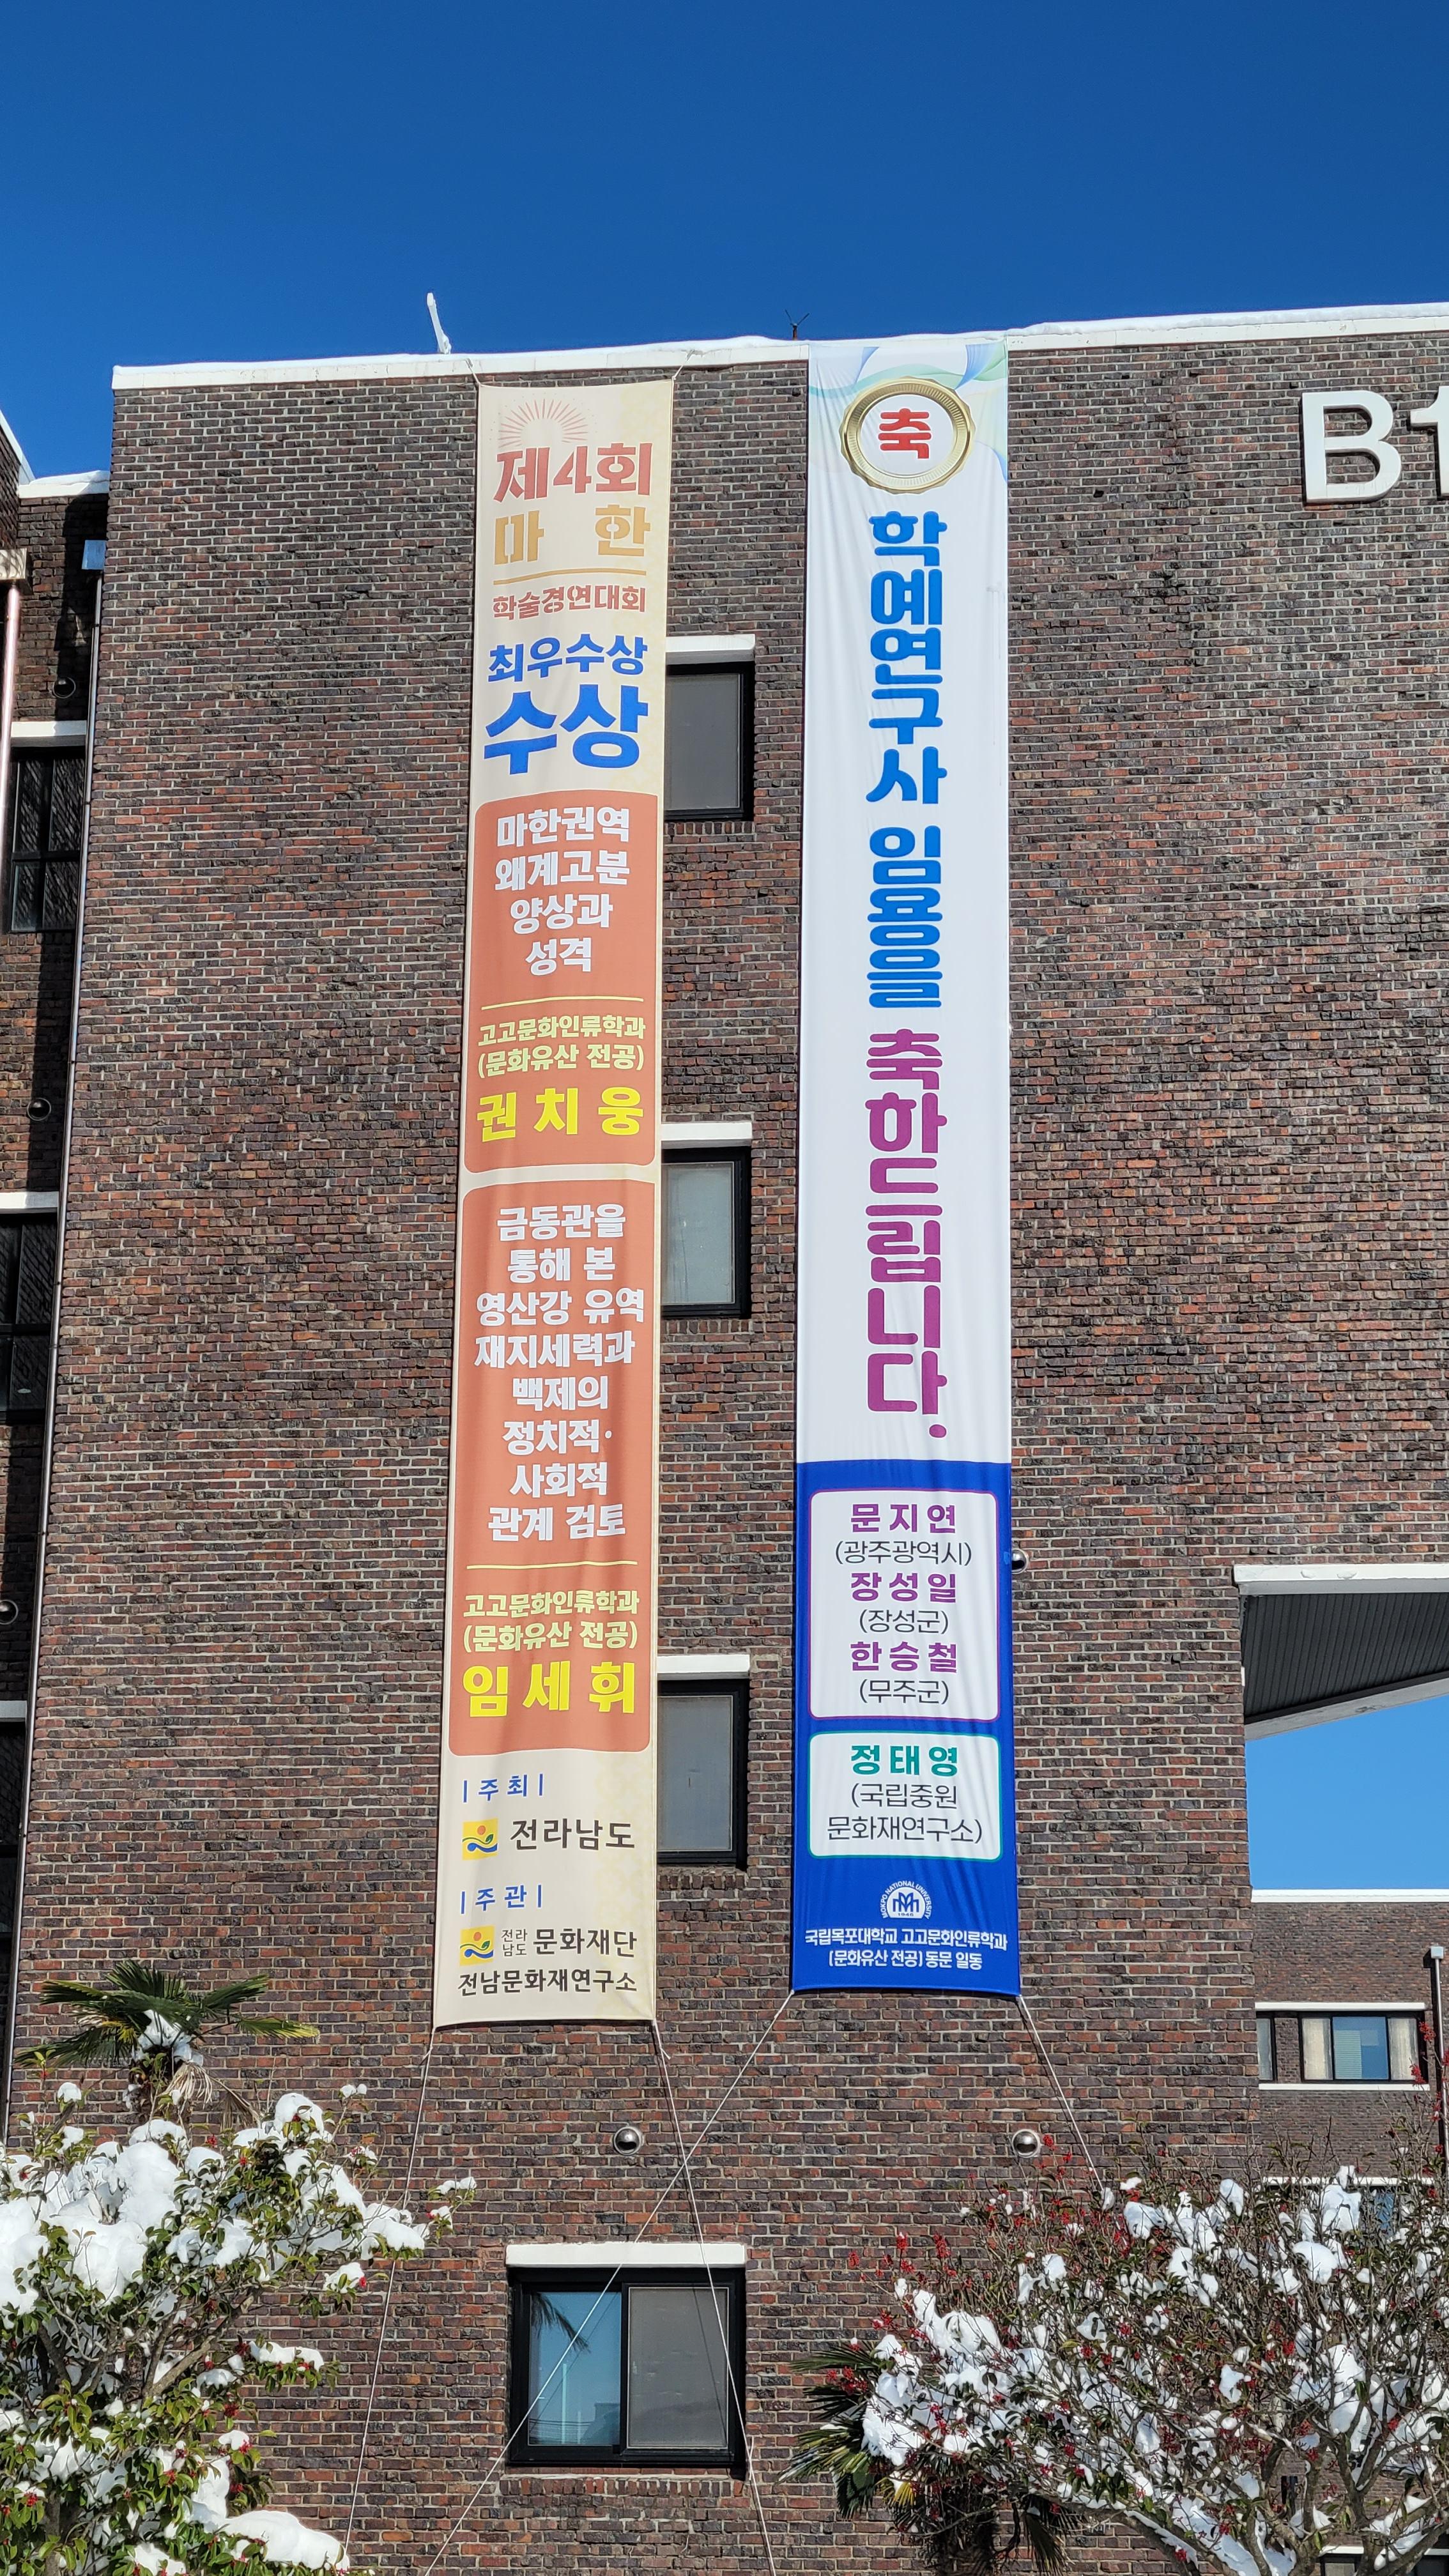 제4회
마 한
학술경연대회
최우수상
수상
마한권역
왜계고분
양상과
성격
고고문화인류학과
(문화유산 전공)
권치웅
금동관을
통해 본
영산강 유역
재지세력과
백제의
정치적·
사회적
관계 검토
고고문화인류학과
(문화유산 전공)
임세휘
| 주최 |
전라남도
| 주관 |
전라
남도 문화재단
전남문화재연구소
축
학예연구사 임용을 축하드립니다.
문지연
(광주광역시)
장성일
(장성군)
한승철
(무주군)
정태영
(국립중원
문화재연구소)
MOKPO NATIONAL UNIVERSITY
1946
국립목포대학교 고고문화인류학과
(문화유산 전공) 동문 일동
B1